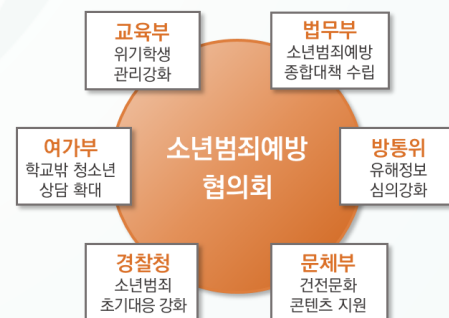 교육부
위기학생
관리강화
법무부
소년범죄예방
종합대책 수립
여가부
학교밖 청소년
상담 확대
소년범죄예방
협의회
방통위
유해정보
심의강화
경찰청
소년범죄
초기대응 강화
문체부
건전문화
콘텐츠 지원